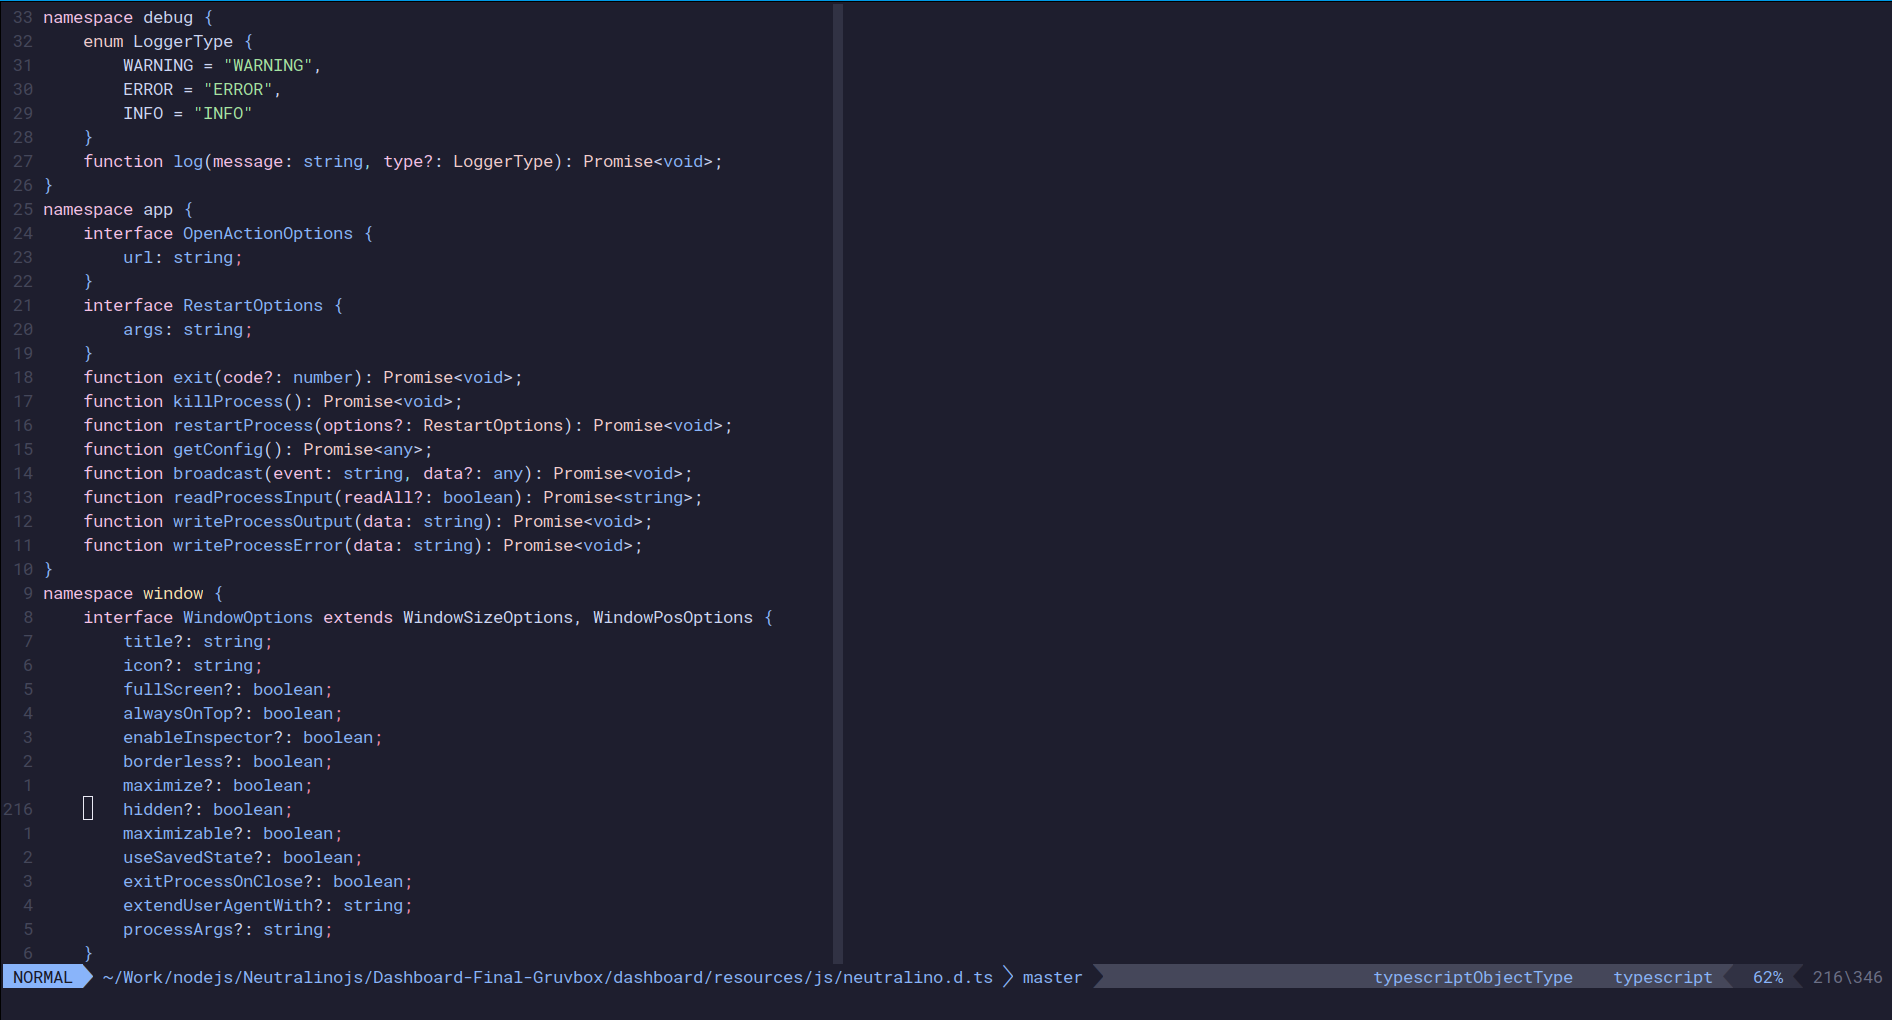 33 namespace debug {
32     enum LoggerType {
31         WARNING = "WARNING",
30         ERROR = "ERROR",
29         INFO = "INFO"
28     }
27     function log(message: string, type?: LoggerType): Promise<void>;
26 }
25 namespace app {
24     interface OpenActionOptions {
23         url: string;
22     }
21     interface RestartOptions {
20         args: string;
19     }
18     function exit(code?: number): Promise<void>;
17     function killProcess(): Promise<void>;
16     function restartProcess(options?: RestartOptions): Promise<void>;
15     function getConfig(): Promise<any>;
14     function broadcast(event: string, data?: any): Promise<void>;
13     function readProcessInput(readAll?: boolean): Promise<string>;
12     function writeProcessOutput(data: string): Promise<void>;
11     function writeProcessError(data: string): Promise<void>;
10 }
9 namespace window {
8     interface WindowOptions extends WindowSizeOptions, WindowPosOptions {
7         title?: string;
6         icon?: string;
5         fullScreen?: boolean;
4         alwaysOnTop?: boolean;
3         enableInspector?: boolean;
2         borderless?: boolean;
1         maximize?: boolean;
216         hidden?: boolean;
1         maximizable?: boolean;
2         useSavedState?: boolean;
3         exitProcessOnClose?: boolean;
4         extendUserAgentWith?: string;
5         processArgs?: string;
6     }
NORMAL ~/Work/nodejs/Neutralinojs/Dashboard-Final-Gruvbox/dashboard/resources/js/neutralino.d.ts master typescriptObjectType typescript 62% 216\346